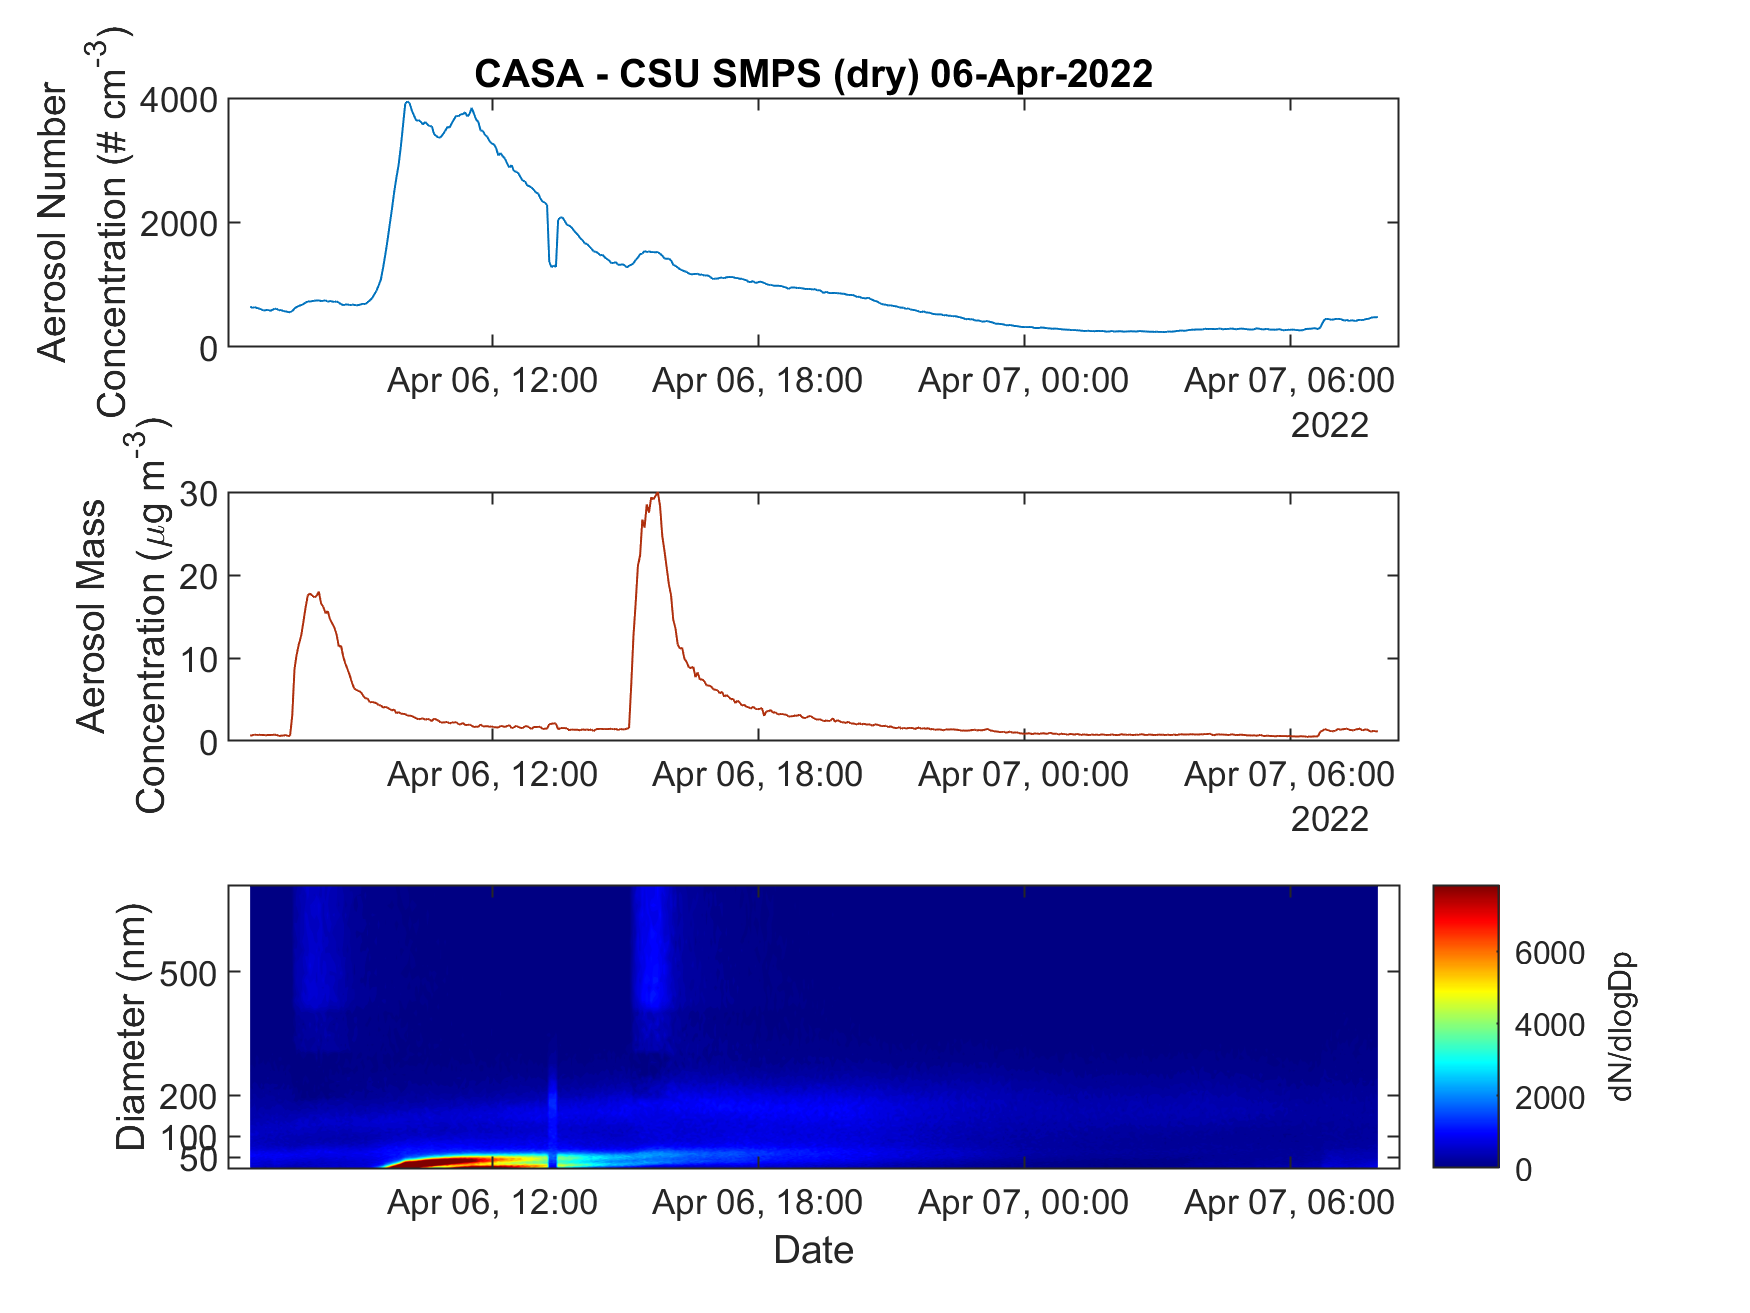 CASA - CSU SMPS (dry) 06-Apr-2022
Aerosol Number
Concentration (# cm-3)
4000
2000
0
Apr 06, 12:00 Apr 06, 18:00 Apr 07, 00:00 Apr 07, 06:00
2022
Aerosol Mass
Concentration (μg m-3)
30
20
10
0
Apr 06, 12:00 Apr 06, 18:00 Apr 07, 00:00 Apr 07, 06:00
2022
Diameter (nm)
500
200
100
50
Apr 06, 12:00 Apr 06, 18:00 Apr 07, 00:00 Apr 07, 06:00
Date
6000
4000
2000
0
dN/dlogDp